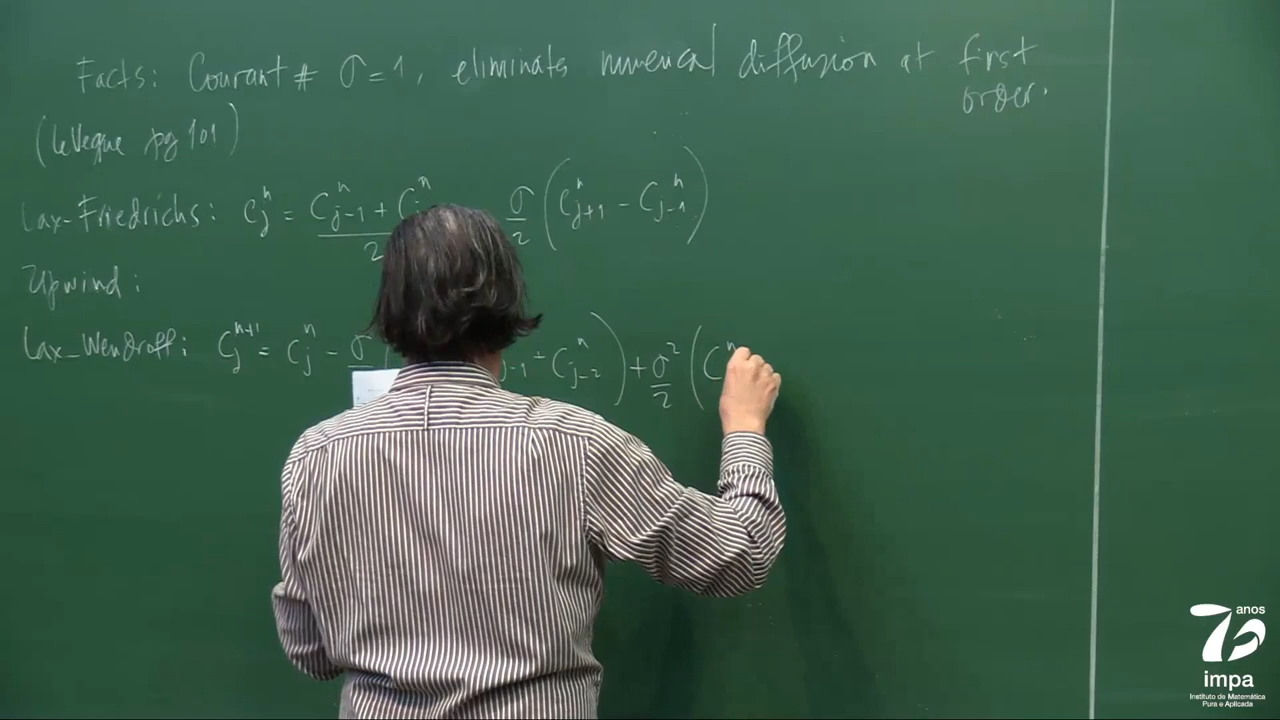 Facts: Courant # σ=1, eliminates numerical diffusion at first
order.
(LeVeque pg 101)
Lax-Friedrichs: C_j^n = (C_{j-1}^n + C^n)/2 σ/2 (C_{j+1}^n - C_{j-1}^n)
Upwind:
Lax-Wendroff: C_j^{n+1} = C_j^n - σ ( -1 + C_{j-2}^n) + σ^2/2 (C^n
75 anos
impa
Instituto de Matemática
Pura e Aplicada